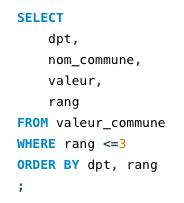 SELECT
    dpt,
    nom_commune,
    valeur,
    rang
FROM valeur_commune
WHERE rang <=3
ORDER BY dpt, rang
;